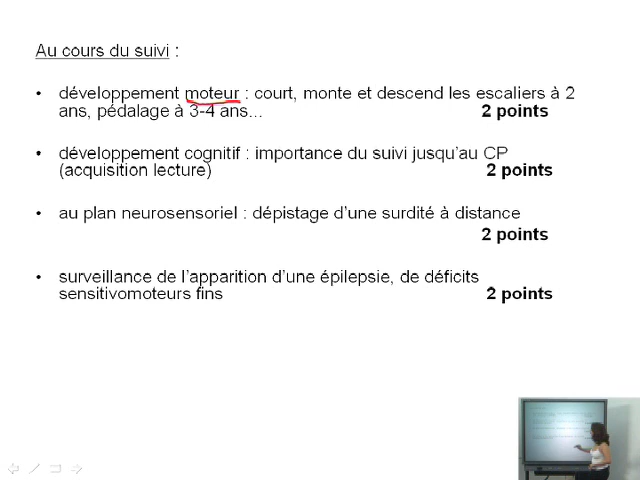 Au cours du suivi :
• développement moteur : court, monte et descend les escaliers à 2
ans, pédalage à 3-4 ans... 2 points
• développement cognitif : importance du suivi jusqu'au CP
(acquisition lecture) 2 points
• au plan neurosensoriel : dépistage d'une surdité à distance
2 points
• surveillance de l'apparition d'une épilepsie, de déficits
sensitivomoteurs fins 2 points